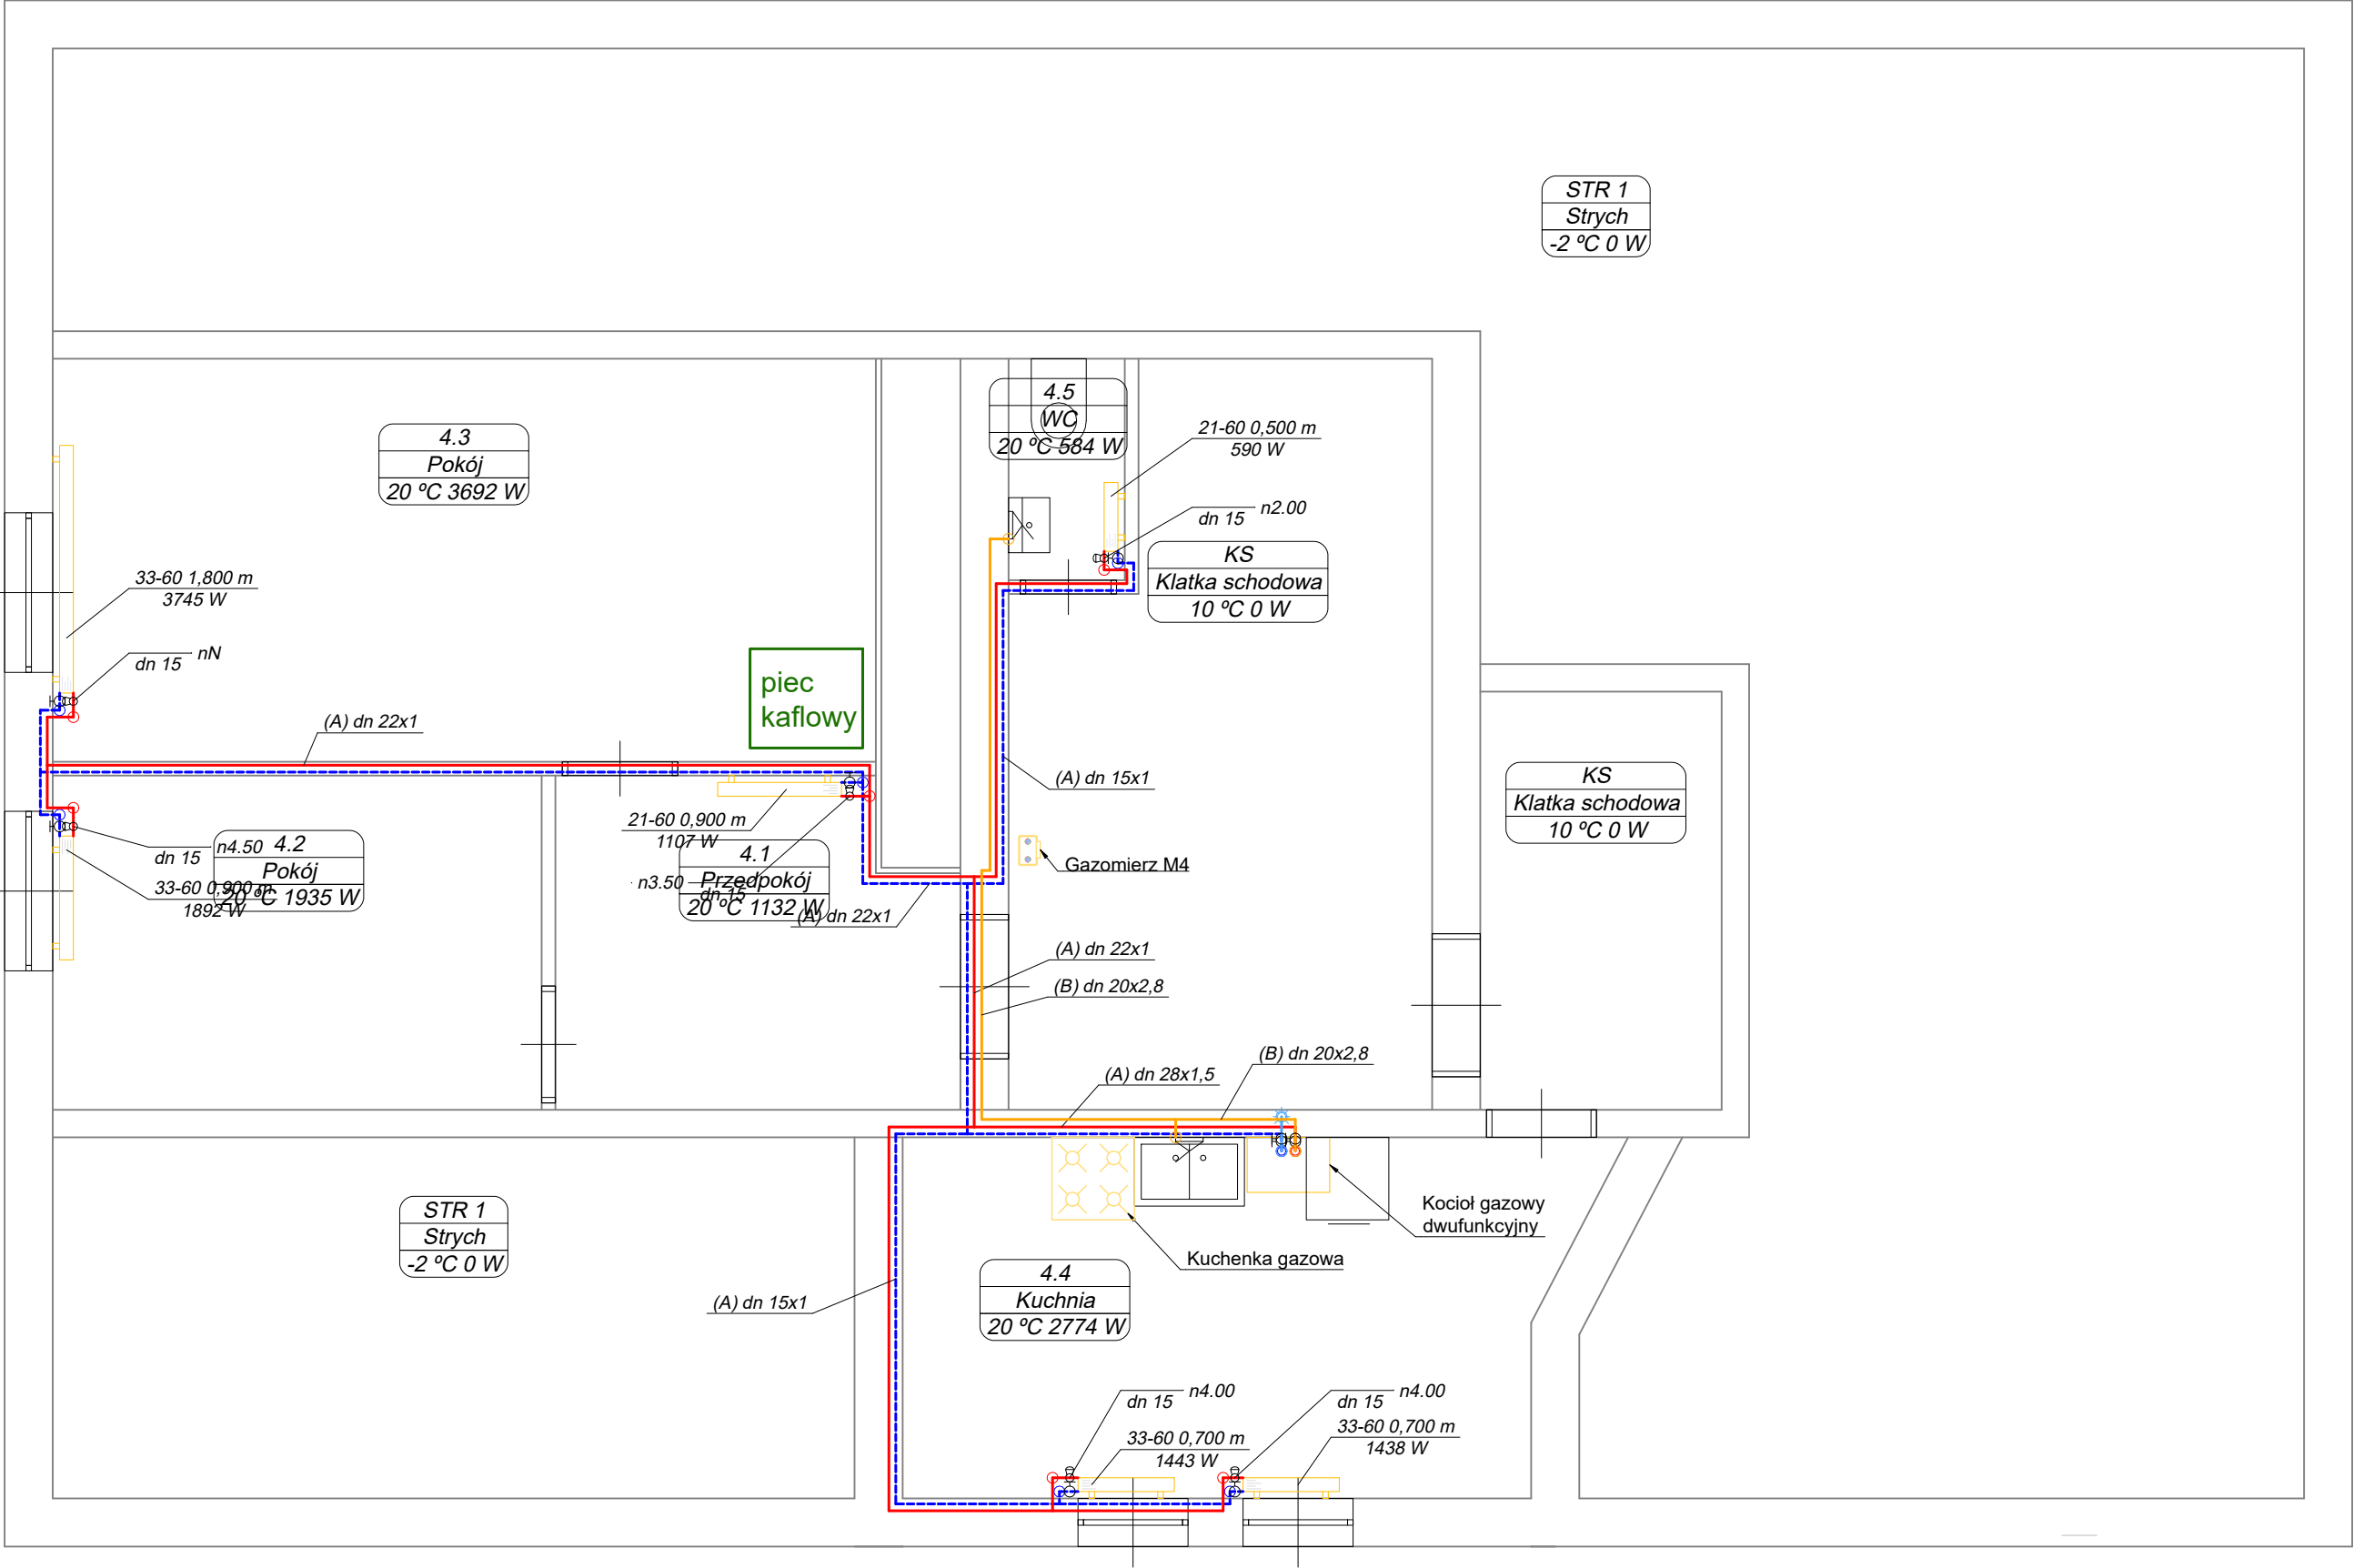 STR 1
Strych
-2 ºC 0 W
4.5
WC
20 ºC 584 W
4.3
Pokój
20 ºC 3692 W
21-60 0,500 m
590 W
n2.00
dn 15
KS
Klatka schodowa
10 ºC 0 W
33-60 1,800 m
3745 W
nN
dn 15
piec
kaflowy
(A) dn 22x1
(A) dn 15x1
KS
Klatka schodowa
10 ºC 0 W
21-60 0,900 m
1107 W
n4.50
dn 15
4.2
Pokój
20 ºC 1935 W
33-60 0,900 m
1892 W
4.1
Przedpokój
20 ºC 1132 W
n3.50
dn 15
(A) dn 22x1
Gazomierz M4
(A) dn 22x1
(B) dn 20x2,8
(B) dn 20x2,8
(A) dn 28x1,5
STR 1
Strych
-2 ºC 0 W
Kocioł gazowy
dwufunkcyjny
Kuchenka gazowa
4.4
Kuchnia
20 ºC 2774 W
(A) dn 15x1
n4.00
dn 15
33-60 0,700 m
1443 W
n4.00
dn 15
33-60 0,700 m
1438 W